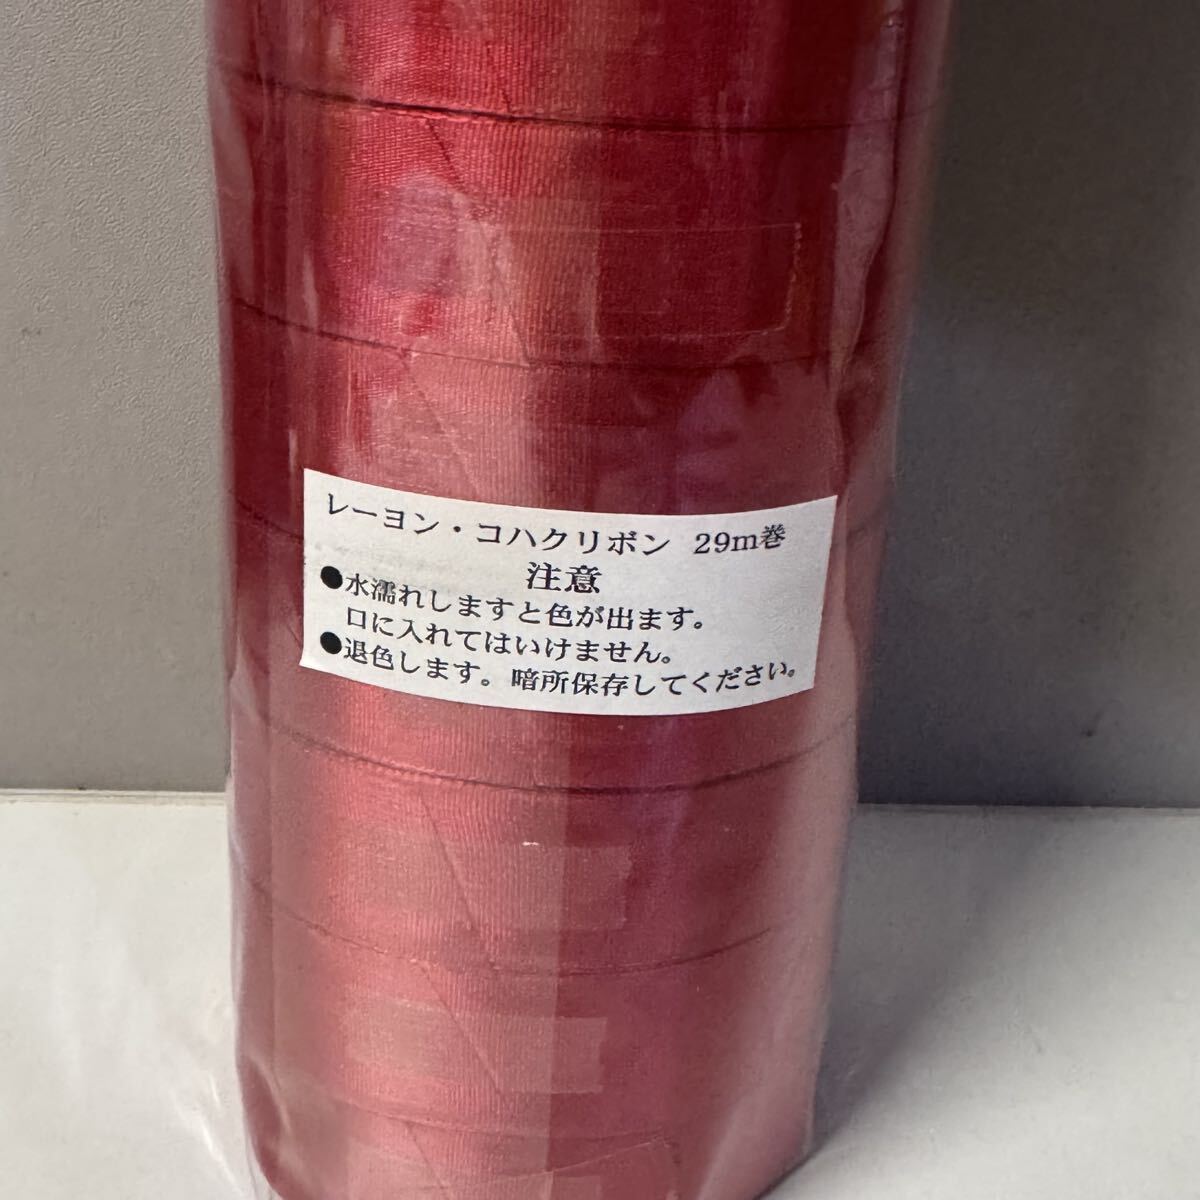 レーヨン・コハクリボン 29m巻
注意
●水濡れしますと色が出ます。
口に入れてはいけません。
●退色します。暗所保存してください。